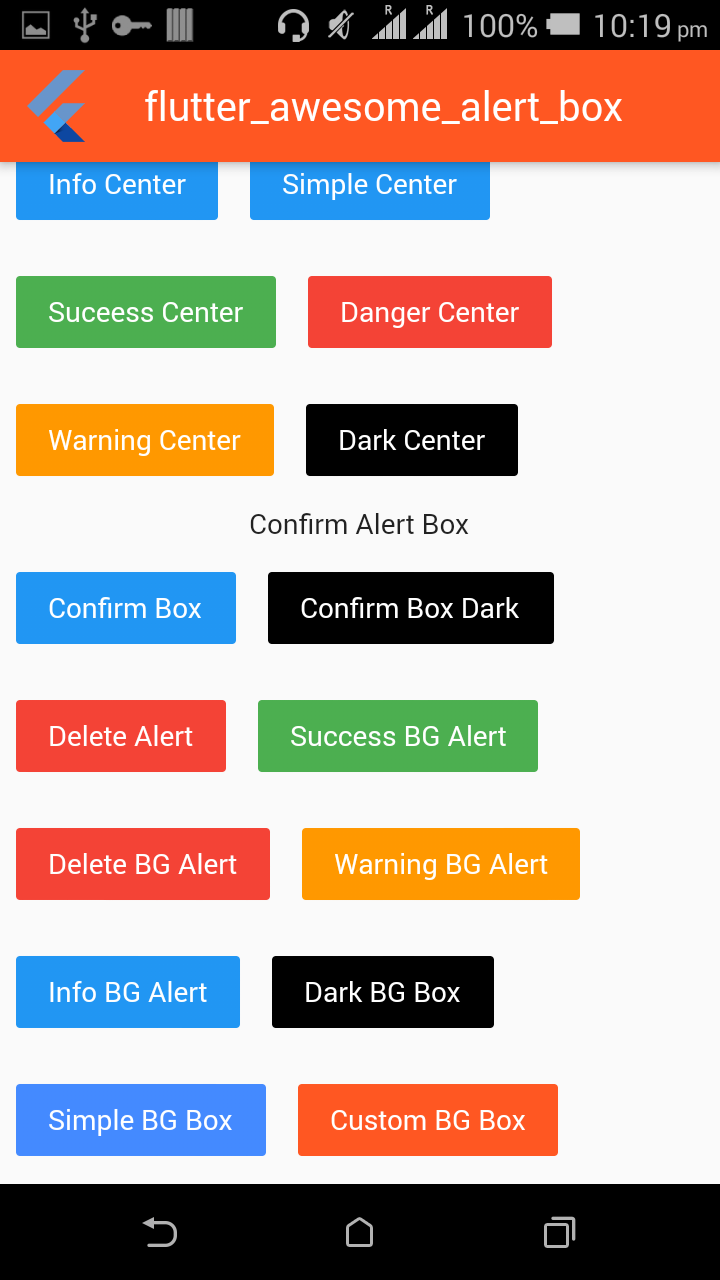 R R 100% 10:19 pm
flutter_awesome_alert_box
Info Center Simple Center
Suceess Center Danger Center
Warning Center Dark Center
Confirm Alert Box
Confirm Box Confirm Box Dark
Delete Alert Success BG Alert
Delete BG Alert Warning BG Alert
Info BG Alert Dark BG Box
Simple BG Box Custom BG Box